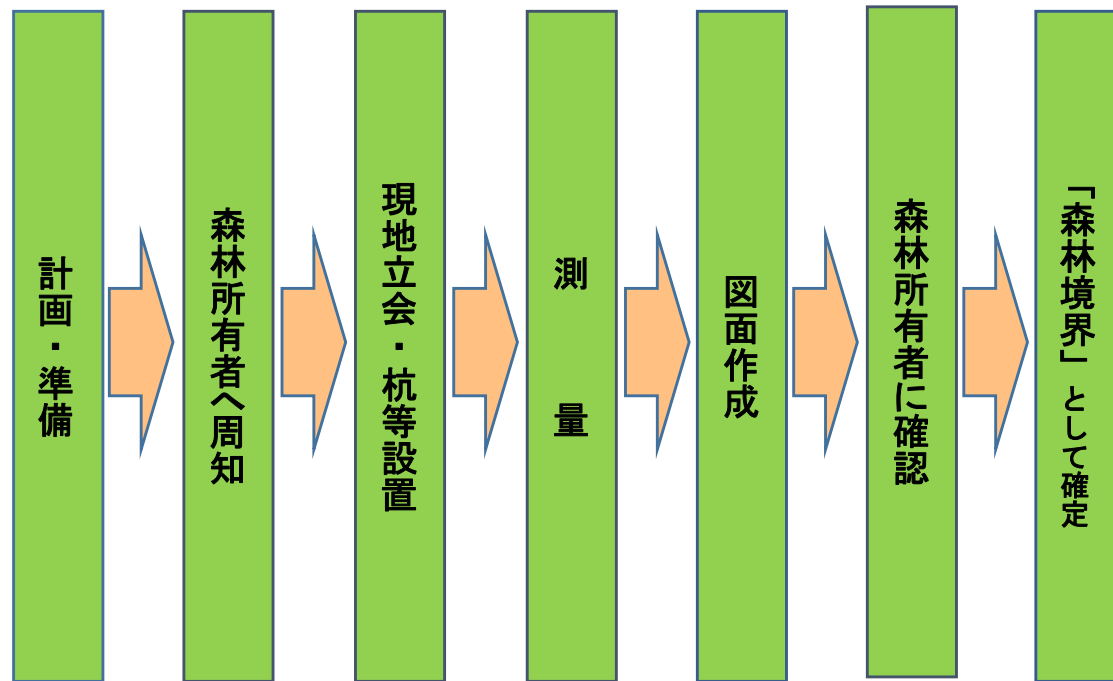 計画・準備
森林所有者へ周知
現地立会・杭等設置
測量
図面作成
森林所有者に確認
「森林境界」として確定